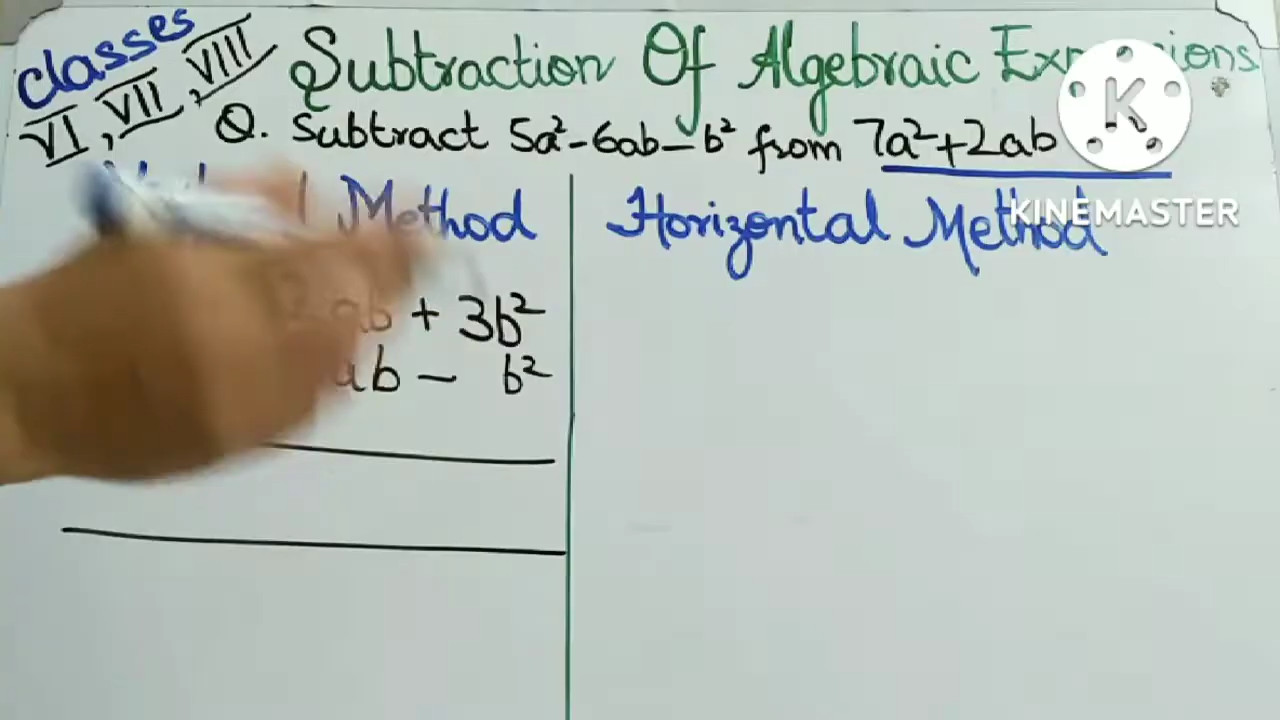 classes
VI, VII, VIII
Subtraction Of Algebraic
Q. Subtract 5a²-6ab-b² from 7a²+2ab
Method
Horizontal Method
KINEMASTER
ab + 3b²
ab - b²